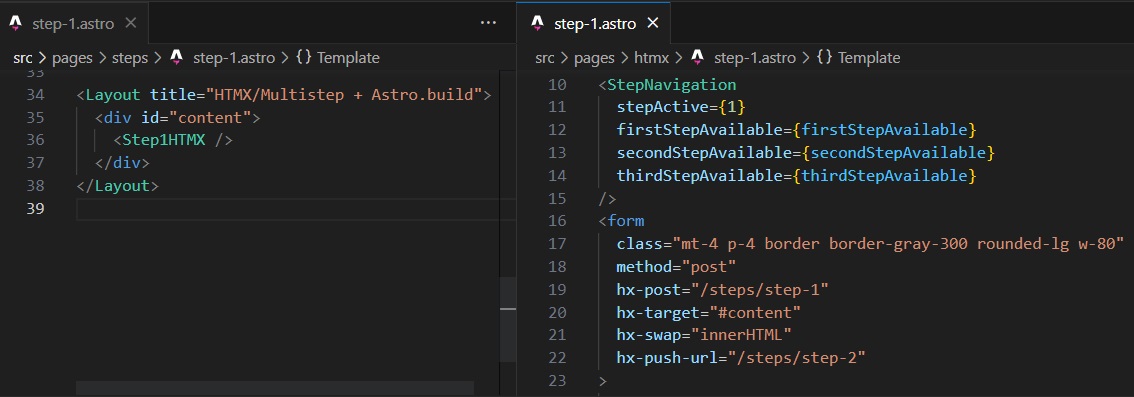 step-1.astro
src > pages > steps > step-1.astro > {} Template
33
34 <Layout title="HTMX/Multistep + Astro.build">
35 <div id="content">
36 <Step1HTMX />
37 </div>
38 </Layout>
39
step-1.astro
src > pages > htmx > step-1.astro > {} Template
10 <StepNavigation
11 stepActive={1}
12 firstStepAvailable={firstStepAvailable}
13 secondStepAvailable={secondStepAvailable}
14 thirdStepAvailable={thirdStepAvailable}
15 />
16 <form
17 class="mt-4 p-4 border border-gray-300 rounded-lg w-80"
18 method="post"
19 hx-post="/steps/step-1"
20 hx-target="#content"
21 hx-swap="innerHTML"
22 hx-push-url="/steps/step-2"
23 >